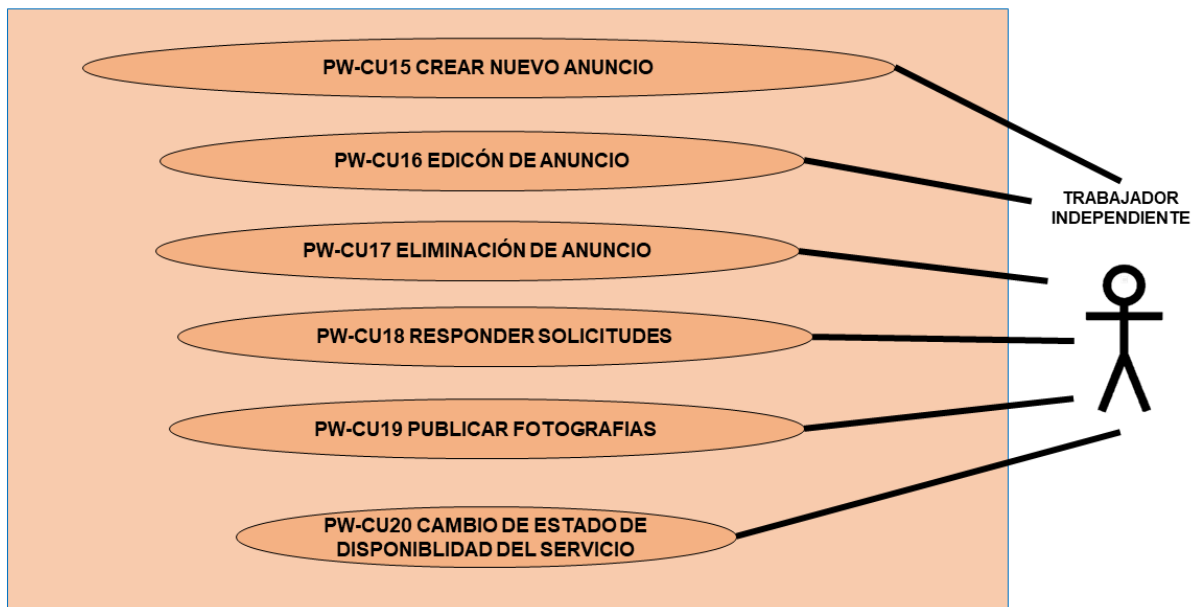 PW-CU15 CREAR NUEVO ANUNCIO
PW-CU16 EDICÓN DE ANUNCIO
TRABAJADOR
INDEPENDIENTE
PW-CU17 ELIMINACIÓN DE ANUNCIO
PW-CU18 RESPONDER SOLICITUDES
PW-CU19 PUBLICAR FOTOGRAFIAS
PW-CU20 CAMBIO DE ESTADO DE
DISPONIBLIDAD DEL SERVICIO